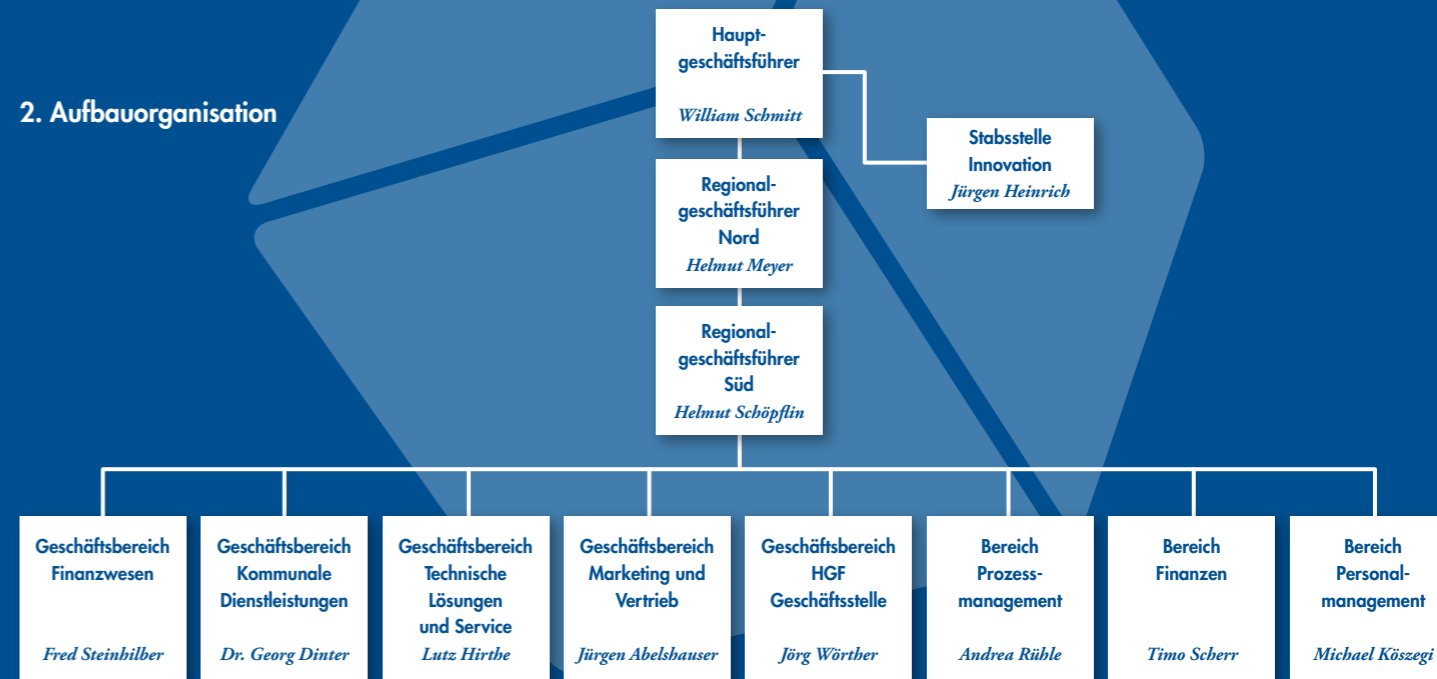 2. Aufbauorganisation
Haupt-
geschäftsführer
William Schmitt
Stabsstelle
Innovation
Jürgen Heinrich
Regional-
geschäftsführer
Nord
Helmut Meyer
Regional-
geschäftsführer
Süd
Helmut Schöpflin
Geschäftsbereich
Finanzwesen
Fred Steinhilber
Geschäftsbereich
Kommunale
Dienstleistungen
Dr. Georg Dinter
Geschäftsbereich
Technische
Lösungen
und Service
Lutz Hirthe
Geschäftsbereich
Marketing und
Vertrieb
Jürgen Abelshauser
Geschäftsbereich
HGF
Geschäftsstelle
Jörg Wörther
Bereich
Prozess-
management
Andrea Rühle
Bereich
Finanzen
Timo Scherr
Bereich
Personal-
management
Michael Köszegi